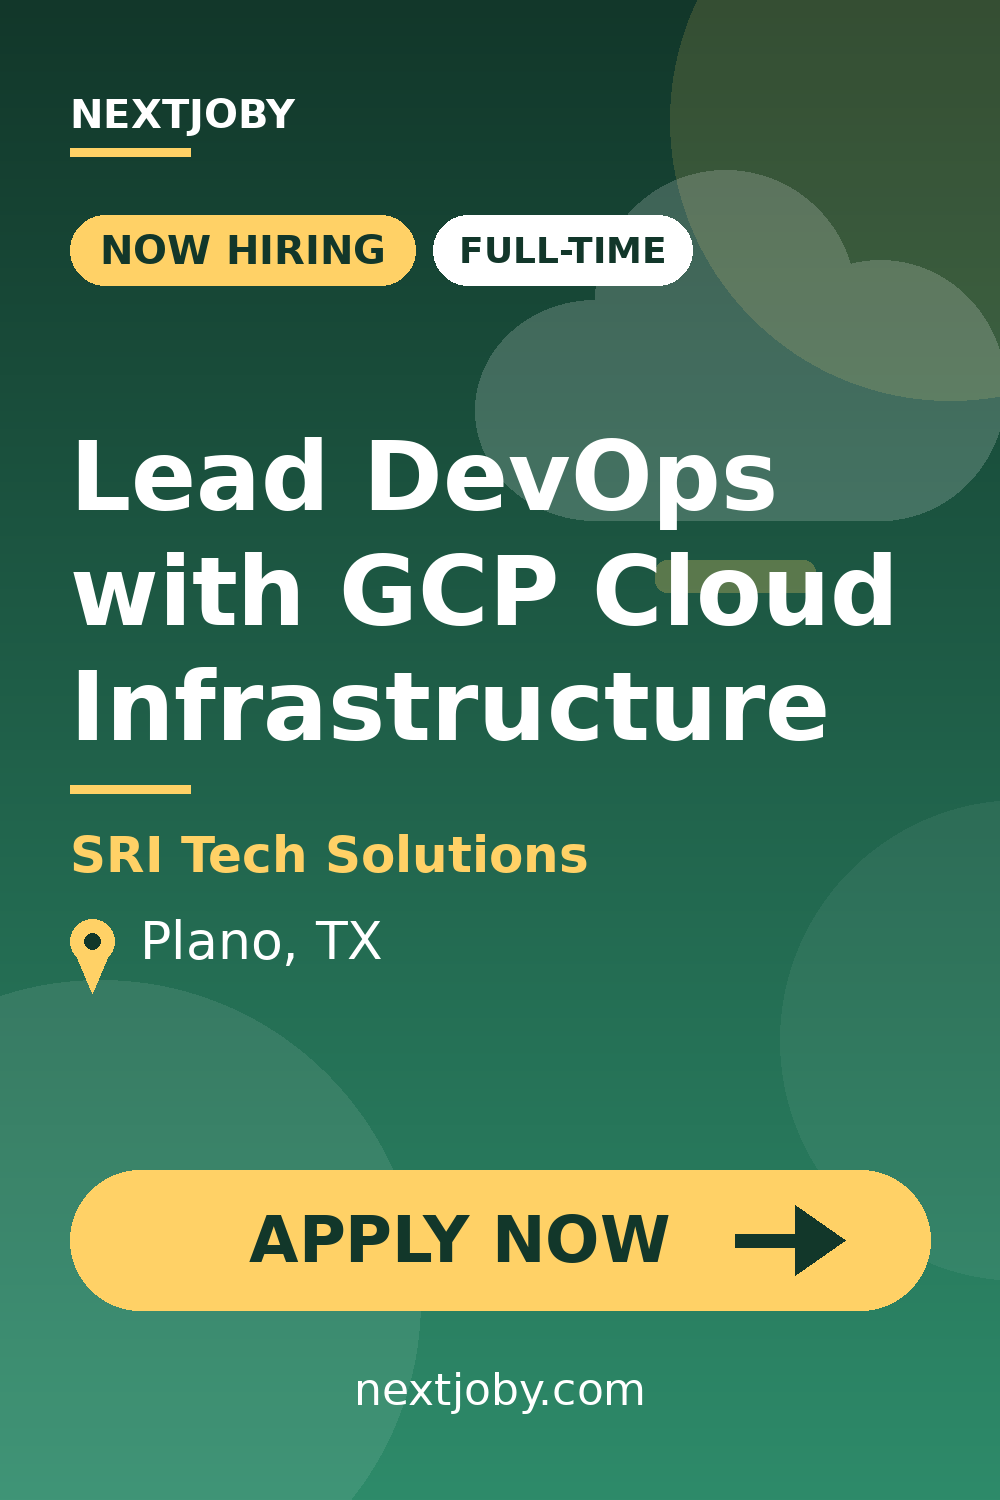 NEXTJOBY
NOW HIRING
FULL-TIME
Lead DevOps
with GCP Cloud
Infrastructure
SRI Tech Solutions
Plano, TX
APPLY NOW
nextjoby.com